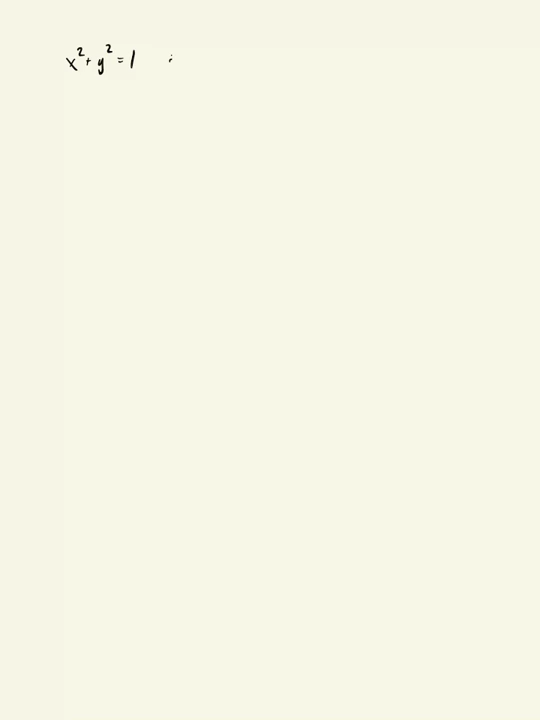 x² + y² = 1